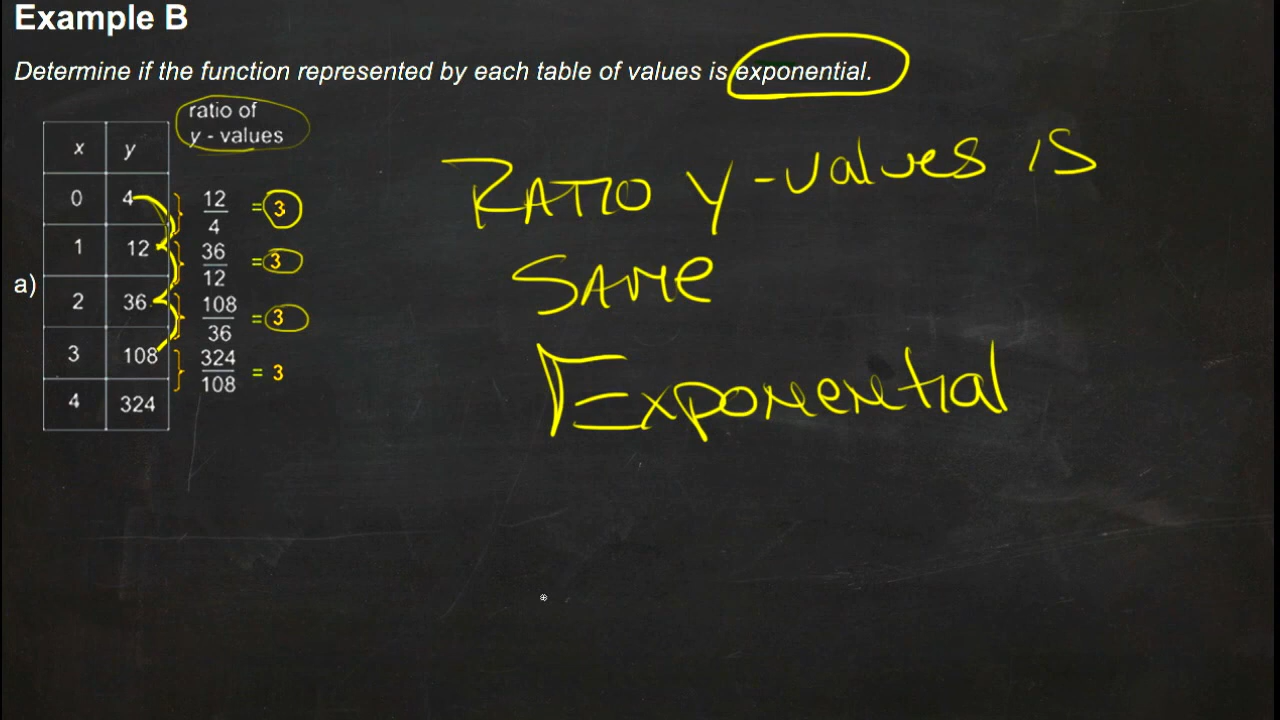 Example B
Determine if the function represented by each table of values is exponential.
ratio of
y - values
x y
0 4
12/4 = 3
1 12
36/12 = 3
a)
2 36
108/36 = 3
3 108
324/108 = 3
4 324
RATIO y-values is
SAME
Exponential